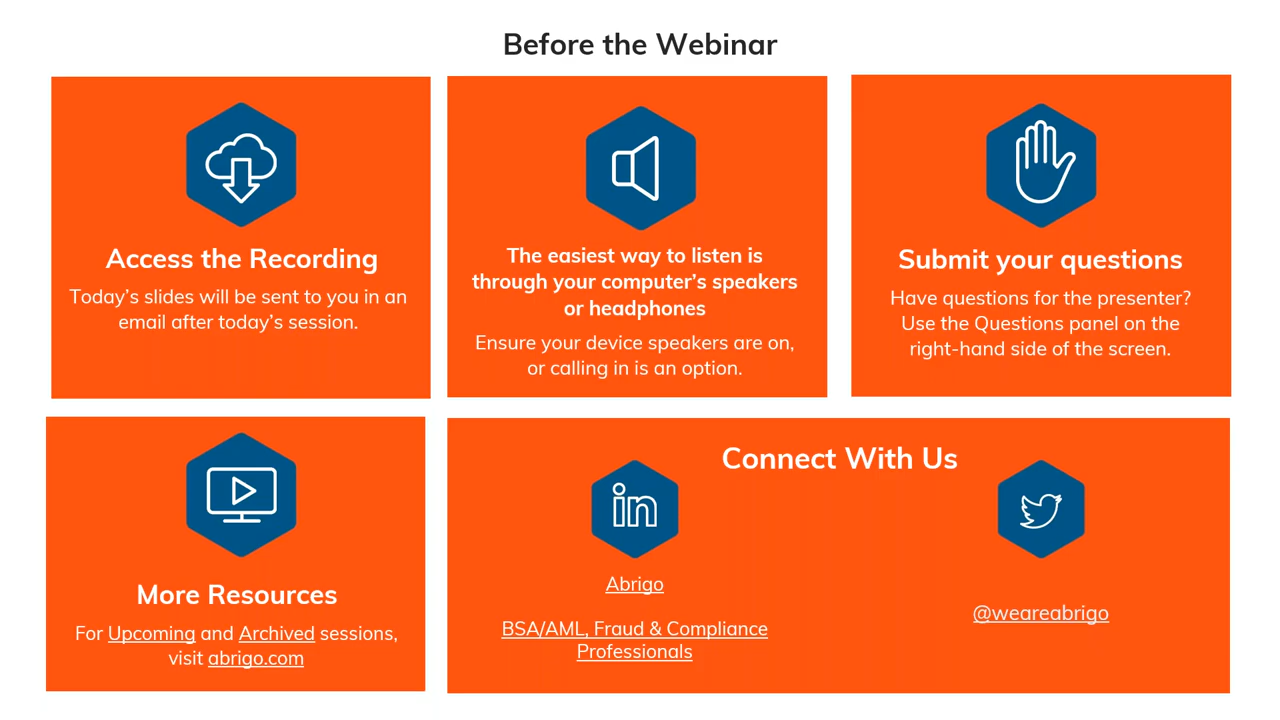 Before the Webinar
Access the Recording
Today’s slides will be sent to you in an
email after today’s session.
The easiest way to listen is
through your computer’s speakers
or headphones
Ensure your device speakers are on,
or calling in is an option.
Submit your questions
Have questions for the presenter?
Use the Questions panel on the
right-hand side of the screen.
More Resources
For Upcoming and Archived sessions,
visit abrigo.com
Connect With Us
in
Abrigo
BSA/AML, Fraud & Compliance
Professionals
@weareabrigo